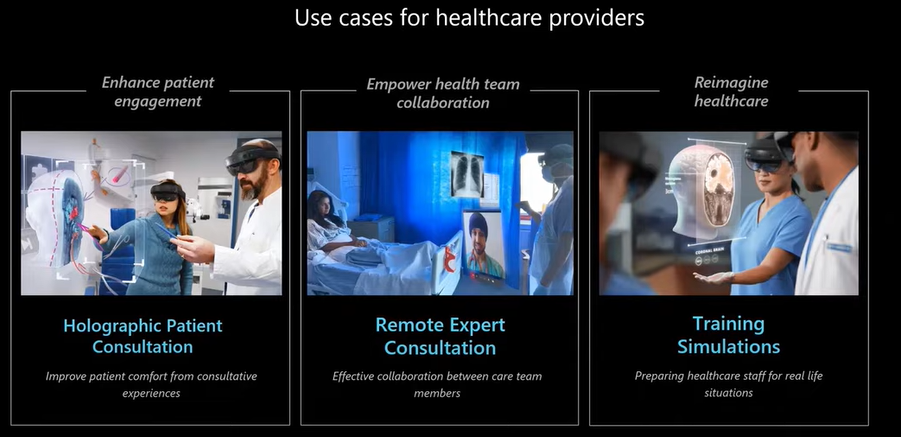 Use cases for healthcare providers
Enhance patient
engagement
Holographic Patient
Consultation
Improve patient comfort from consultative
experiences
Empower health team
collaboration
Remote Expert
Consultation
Effective collaboration between care team
members
Reimagine
healthcare
CORONAL BRAIN
Training
Simulations
Preparing healthcare staff for real life
situations